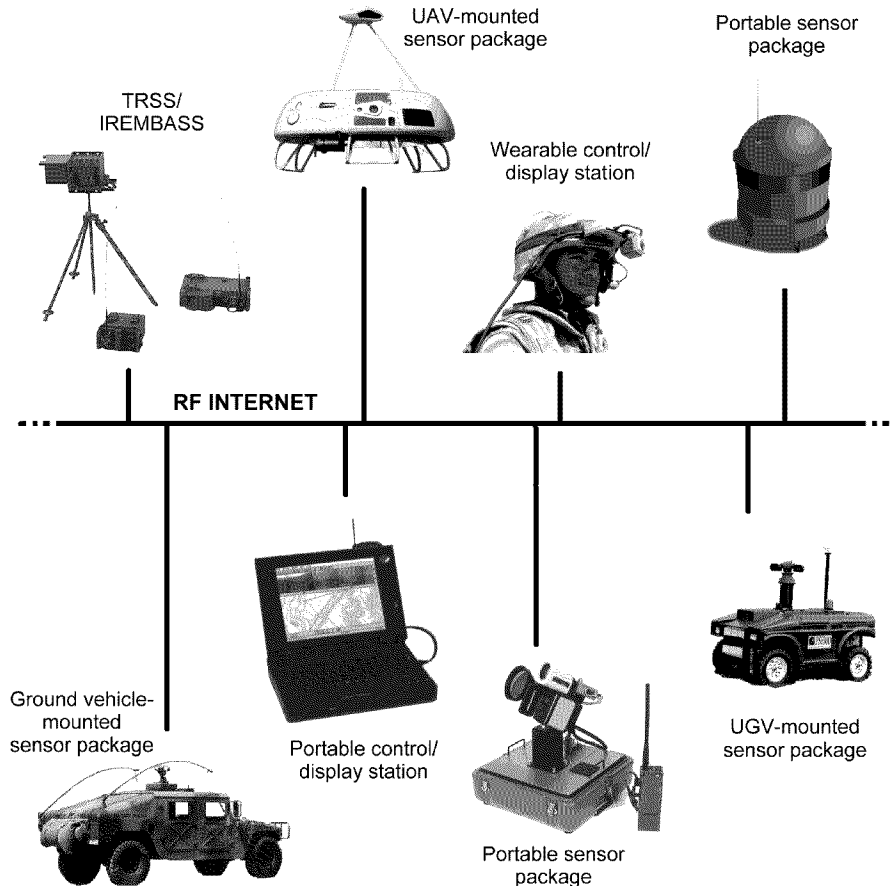 UAV-mounted
sensor package
Portable sensor
package
TRSS/
IREMBASS
Wearable control/
display station
RF INTERNET
Ground vehicle-
mounted
sensor package
Portable control/
display station
Portable sensor
package
UGV-mounted
sensor package